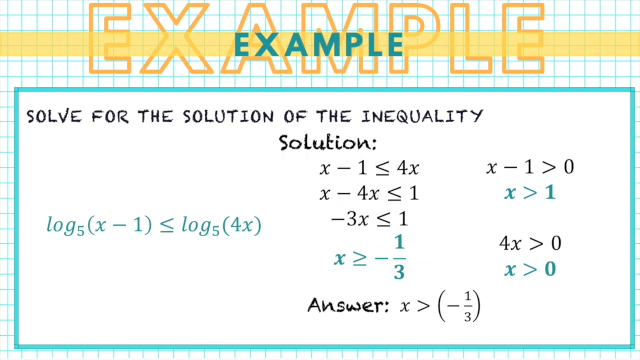 EXAMPLE
EXAMPLE
SOLVE FOR THE SOLUTION OF THE INEQUALITY
Solution:
x − 1 ≤ 4x
x − 4x ≤ 1
−3x ≤ 1
x ≥ −1/3
x − 1 > 0
x > 1
4x > 0
x > 0
log₅(x − 1) ≤ log₅(4x)
Answer: x > (−1/3)